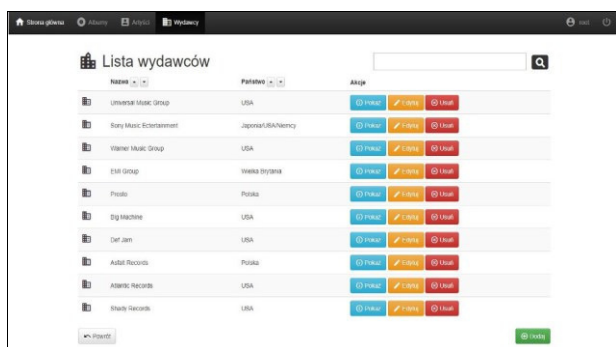 Strona główna Albumy Artyści Wydawcy
Lista wydawców
Nazwa Państwo Akcje
Universal Music Group USA Pokaż Edytuj Usuń
Sony Music Entertainment Japonia/USA/Niemcy Pokaż Edytuj Usuń
Warner Music Group USA Pokaż Edytuj Usuń
EMI Group Wielka Brytania Pokaż Edytuj Usuń
Prosto Polska Pokaż Edytuj Usuń
Big Machine USA Pokaż Edytuj Usuń
Def Jam USA Pokaż Edytuj Usuń
Asfalt Records Polska Pokaż Edytuj Usuń
Atlantic Records USA Pokaż Edytuj Usuń
Shady Records USA Pokaż Edytuj Usuń
Powrót Dodaj